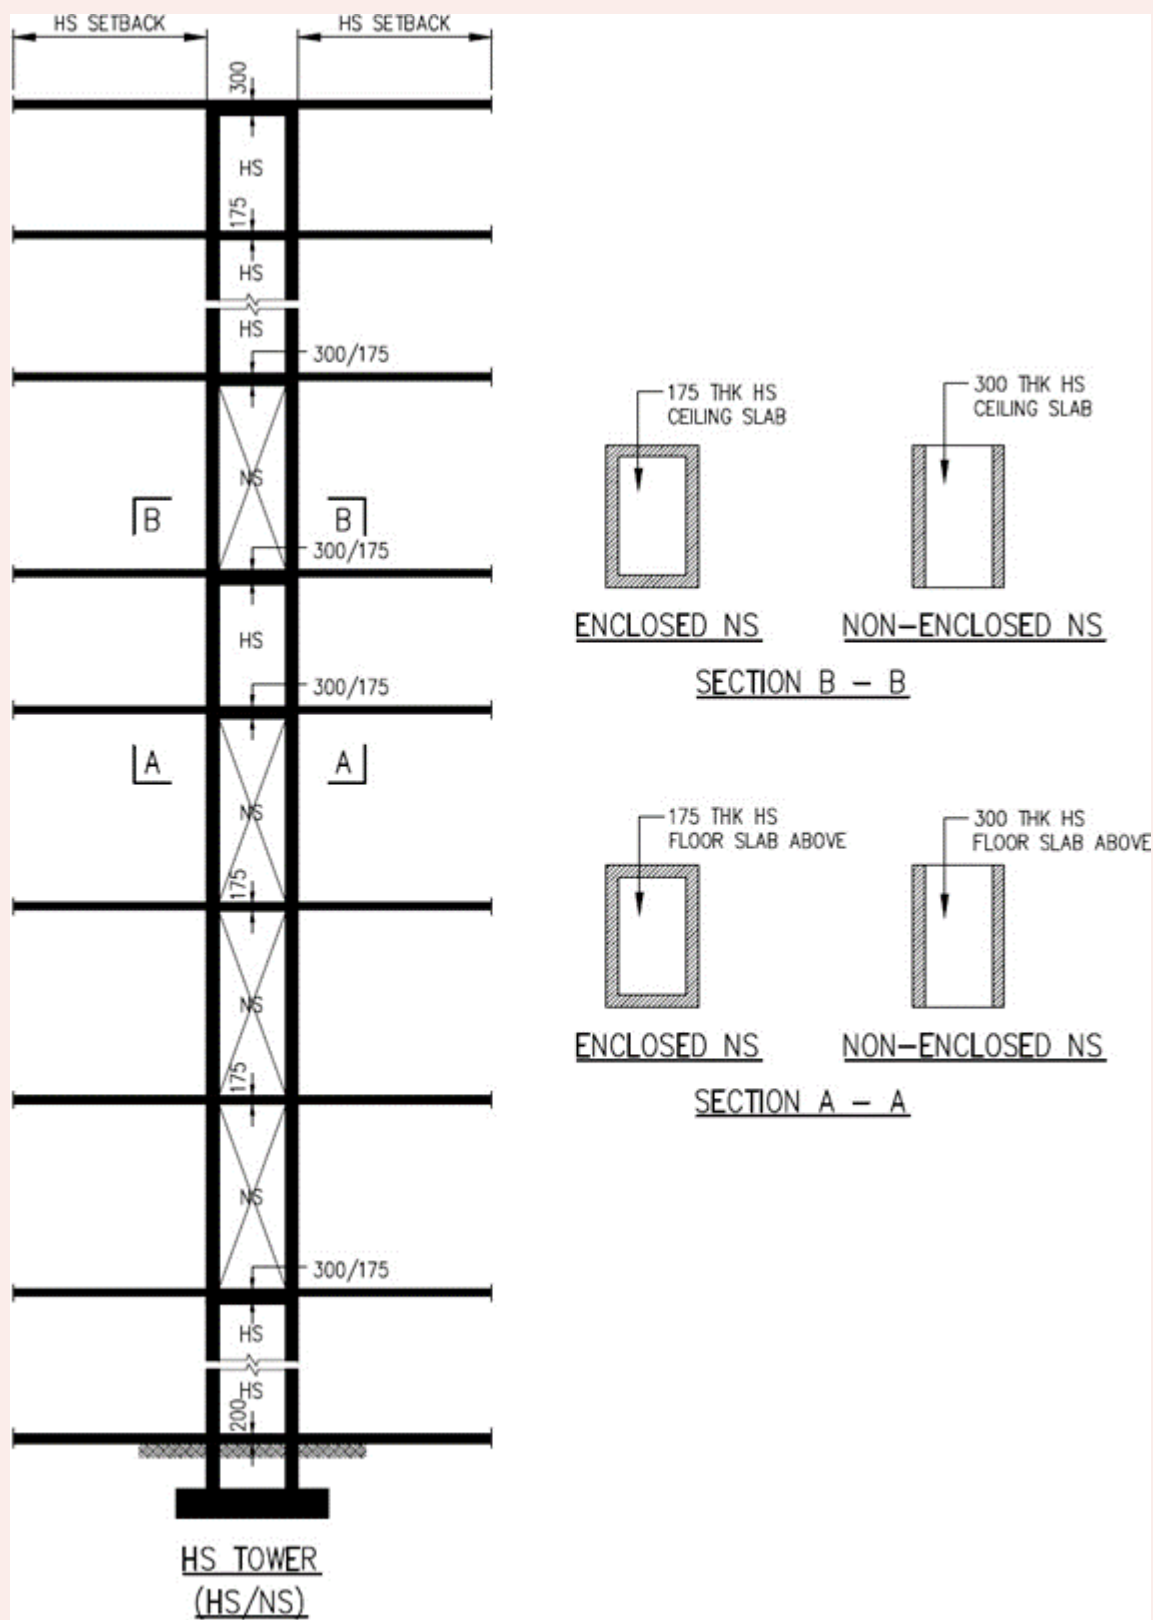 HS SETBACK
HS SETBACK
300
HS
175
HS
HS
300/175
NS
B
B
300/175
HS
300/175
A
A
NS
175
NS
175
NS
300/175
HS
HS
200
HS TOWER
(HS/NS)
175 THK HS
CEILING SLAB
300 THK HS
CEILING SLAB
ENCLOSED NS
NON-ENCLOSED NS
SECTION B - B
175 THK HS
FLOOR SLAB ABOVE
300 THK HS
FLOOR SLAB ABOVE
ENCLOSED NS
NON-ENCLOSED NS
SECTION A - A